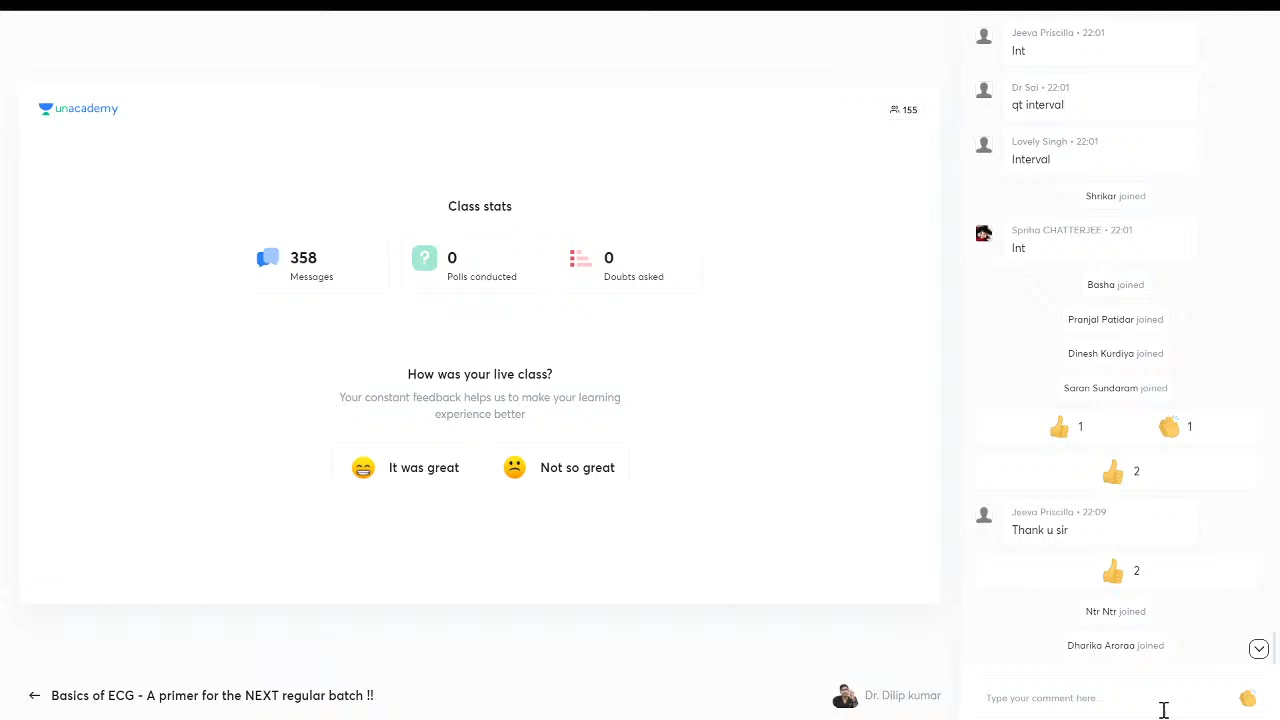 unacademy
155
Class stats
358
Messages
?
0
Polls conducted
0
Doubts asked
How was your live class?
Your constant feedback helps us to make your learning
experience better
It was great
Not so great
Basics of ECG - A primer for the NEXT regular batch !!
Dr. Dilip kumar
Jeeva Priscilla • 22:01
Int
Dr Sai • 22:01
qt interval
Lovely Singh • 22:01
Interval
Shrikar joined
Spriha CHATTERJEE • 22:01
Int
Basha joined
Pranjal Patidar joined
Dinesh Kurdiya joined
Saran Sundaram joined
1 1
2
Jeeva Priscilla • 22:09
Thank u sir
2
Ntr Ntr joined
Dharika Aroraa joined
Type your comment here...